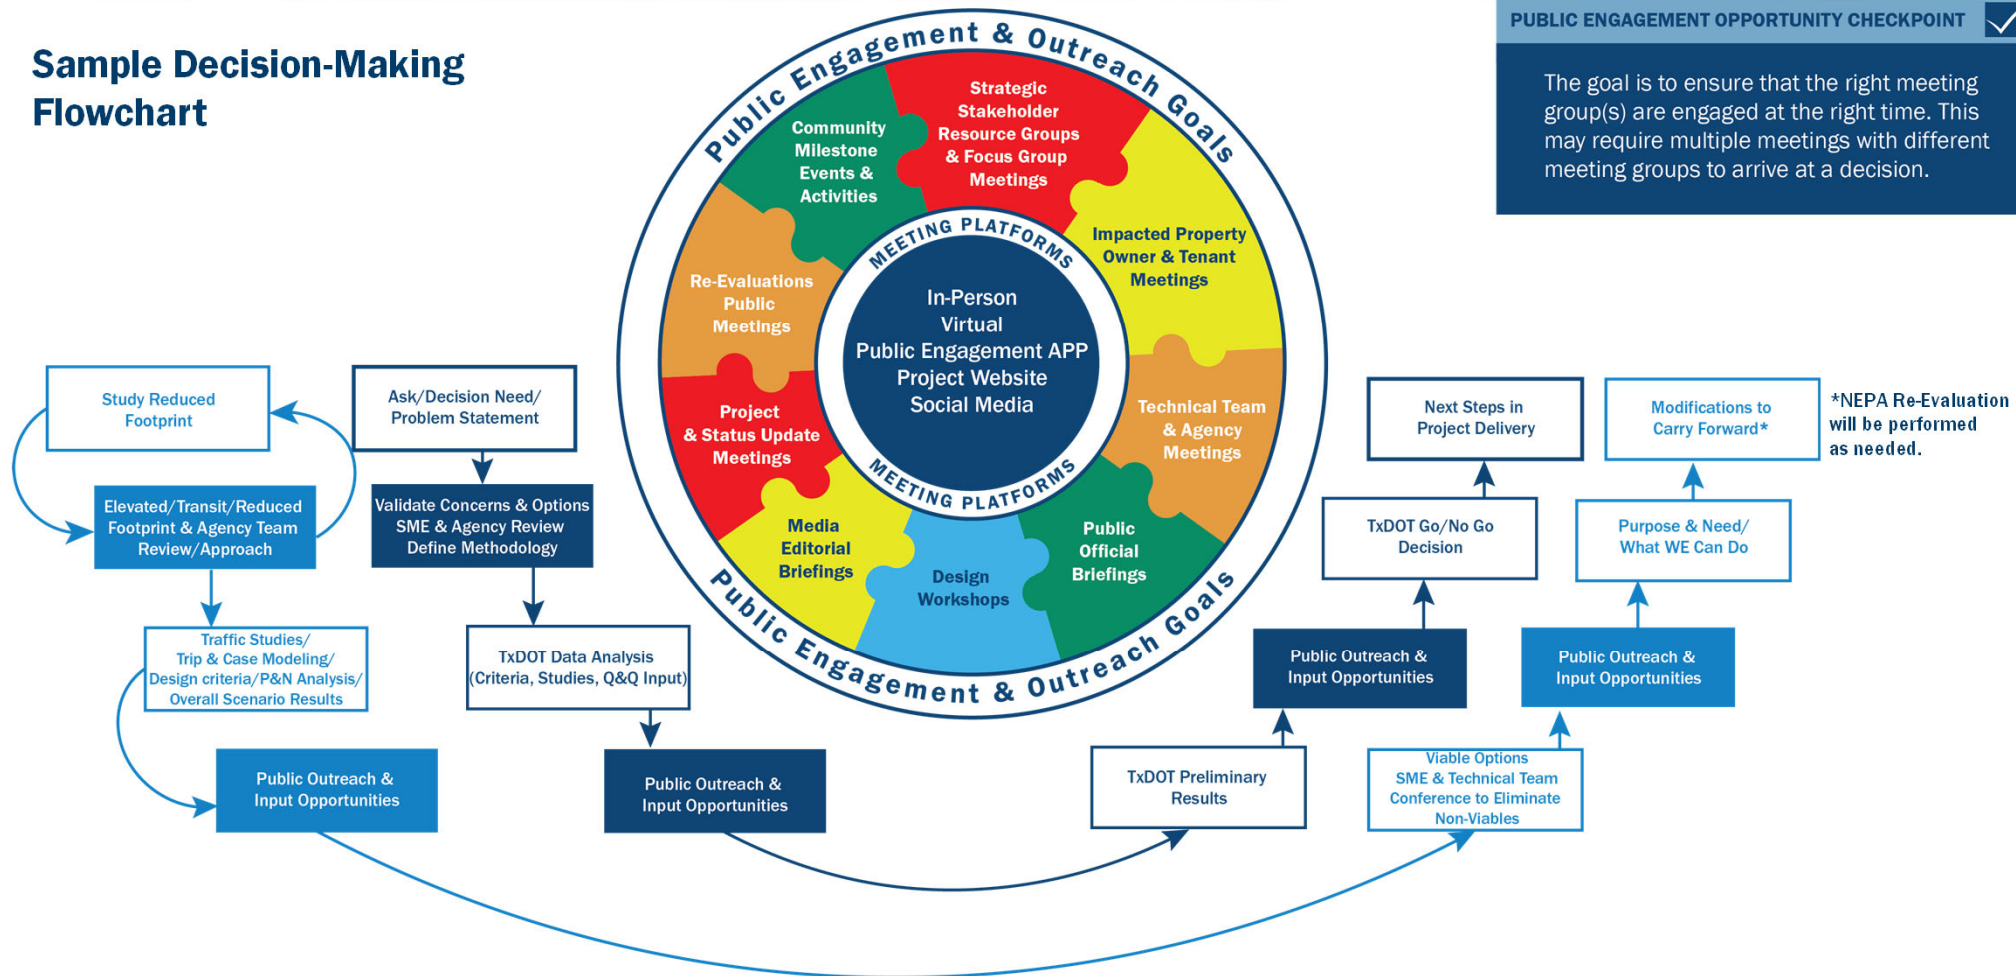 Sample Decision-Making
Flowchart
PUBLIC ENGAGEMENT OPPORTUNITY CHECKPOINT
The goal is to ensure that the right meeting
group(s) are engaged at the right time. This
may require multiple meetings with different
meeting groups to arrive at a decision.
Public Engagement & Outreach Goals
Strategic
Stakeholder
Resource Groups
& Focus Group
Meetings
Impacted Property
Owner & Tenant
Meetings
Technical Team
& Agency
Meetings
Public
Official
Briefings
Design
Workshops
Media
Editorial
Briefings
Project
& Status Update
Meetings
Re-Evaluations
Public
Meetings
Community
Milestone
Events &
Activities
MEETING PLATFORMS
In-Person
Virtual
Public Engagement APP
Project Website
Social Media
MEETING PLATFORMS
Public Engagement & Outreach Goals
Study Reduced
Footprint
Elevated/Transit/Reduced
Footprint & Agency Team
Review/Approach
Traffic Studies/
Trip & Case Modeling/
Design criteria/P&N Analysis/
Overall Scenario Results
Public Outreach &
Input Opportunities
Ask/Decision Need/
Problem Statement
Validate Concerns & Options
SME & Agency Review
Define Methodology
TxDOT Data Analysis
(Criteria, Studies, Q&Q Input)
Public Outreach &
Input Opportunities
TxDOT Preliminary
Results
Public Outreach &
Input Opportunities
TxDOT Go/No Go
Decision
Next Steps in
Project Delivery
Viable Options
SME & Technical Team
Conference to Eliminate
Non-Viables
Public Outreach &
Input Opportunities
Purpose & Need/
What WE Can Do
Modifications to
Carry Forward*
*NEPA Re-Evaluation
will be performed
as needed.